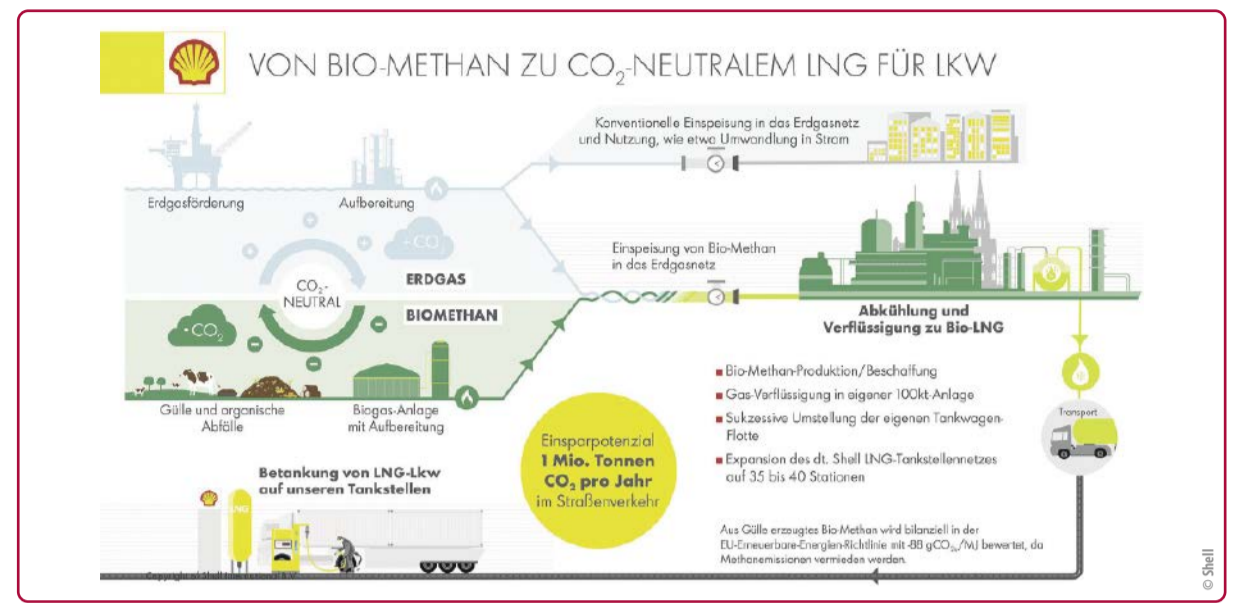 VON BIO-METHAN ZU CO₂-NEUTRALEM LNG FÜR LKW
Konventionelle Einspeisung in das Erdgasnetz
und Nutzung, wie etwa Umwandlung in Strom
Erdgasförderung
Aufbereitung
+
+
+
+ CO₂
Einspeisung von Bio-Methan
in das Erdgasnetz
ERDGAS
CO₂-
NEUTRAL
BIOMETHAN
- CO₂
Abkühlung und
Verflüssigung zu Bio-LNG
Gülle und organische
Abfälle
Biogas-Anlage
mit Aufbereitung
■ Bio-Methan-Produktion/Beschaffung
■ Gas-Verflüssigung in eigener 100kt-Anlage
■ Sukzessive Umstellung der eigenen Tankwagen-
Flotte
■ Expansion des dt. Shell LNG-Tankstellennetzes
auf 35 bis 40 Stationen
Transport
Einsparpotenzial
1 Mio. Tonnen
CO₂ pro Jahr
im Straßenverkehr
Betankung von LNG-Lkw
auf unseren Tankstellen
LNG
Aus Gülle erzeugtes Bio-Methan wird bilanziell in der
EU-Erneuerbare-Energien-Richtlinie mit -88 gCO₂ₑ/MJ bewertet, da
Methanemissionen vermieden werden.
Copyright of Shell International B.V.
© Shell